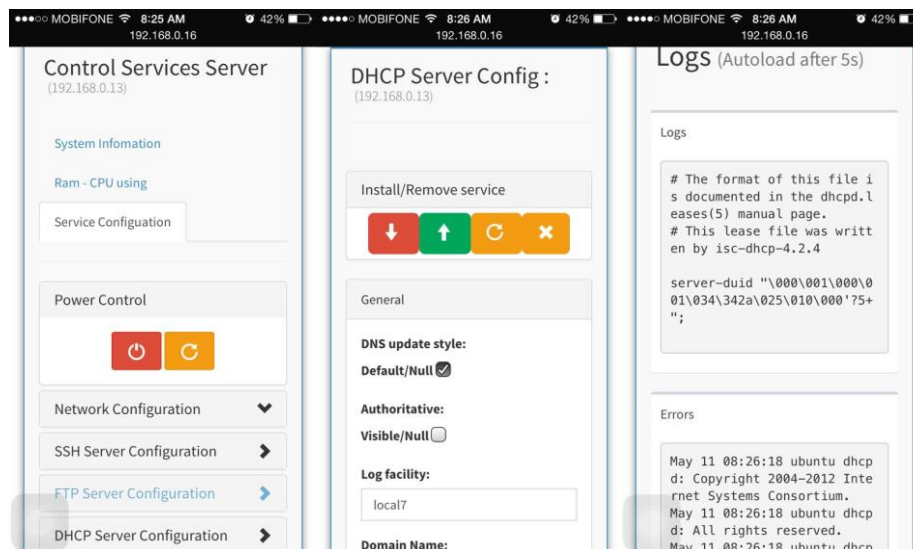 MOBIFONE 8:25 AM 42%
192.168.0.16
Control Services Server
(192.168.0.13)
System Infomation
Ram - CPU using
Service Configuation
Power Control
Network Configuration
SSH Server Configuration
FTP Server Configuration
DHCP Server Configuration
MOBIFONE 8:26 AM 42%
192.168.0.16
DHCP Server Config :
(192.168.0.13)
Install/Remove service
General
DNS update style:
Default/Null
Authoritative:
Visible/Null
Log facility:
local7
Domain Name:
MOBIFONE 8:26 AM 42%
192.168.0.16
Logs (Autoload after 5s)
Logs
# The format of this file i
s documented in the dhcpd.l
eases(5) manual page.
# This lease file was writt
en by isc-dhcp-4.2.4
server-duid "\000\001\000\0
01\034\342a\025\010\000'?5+
";
Errors
May 11 08:26:18 ubuntu dhcp
d: Copyright 2004-2012 Inte
rnet Systems Consortium.
May 11 08:26:18 ubuntu dhcp
d: All rights reserved.
May 11 08:26:18 ubuntu dhcp